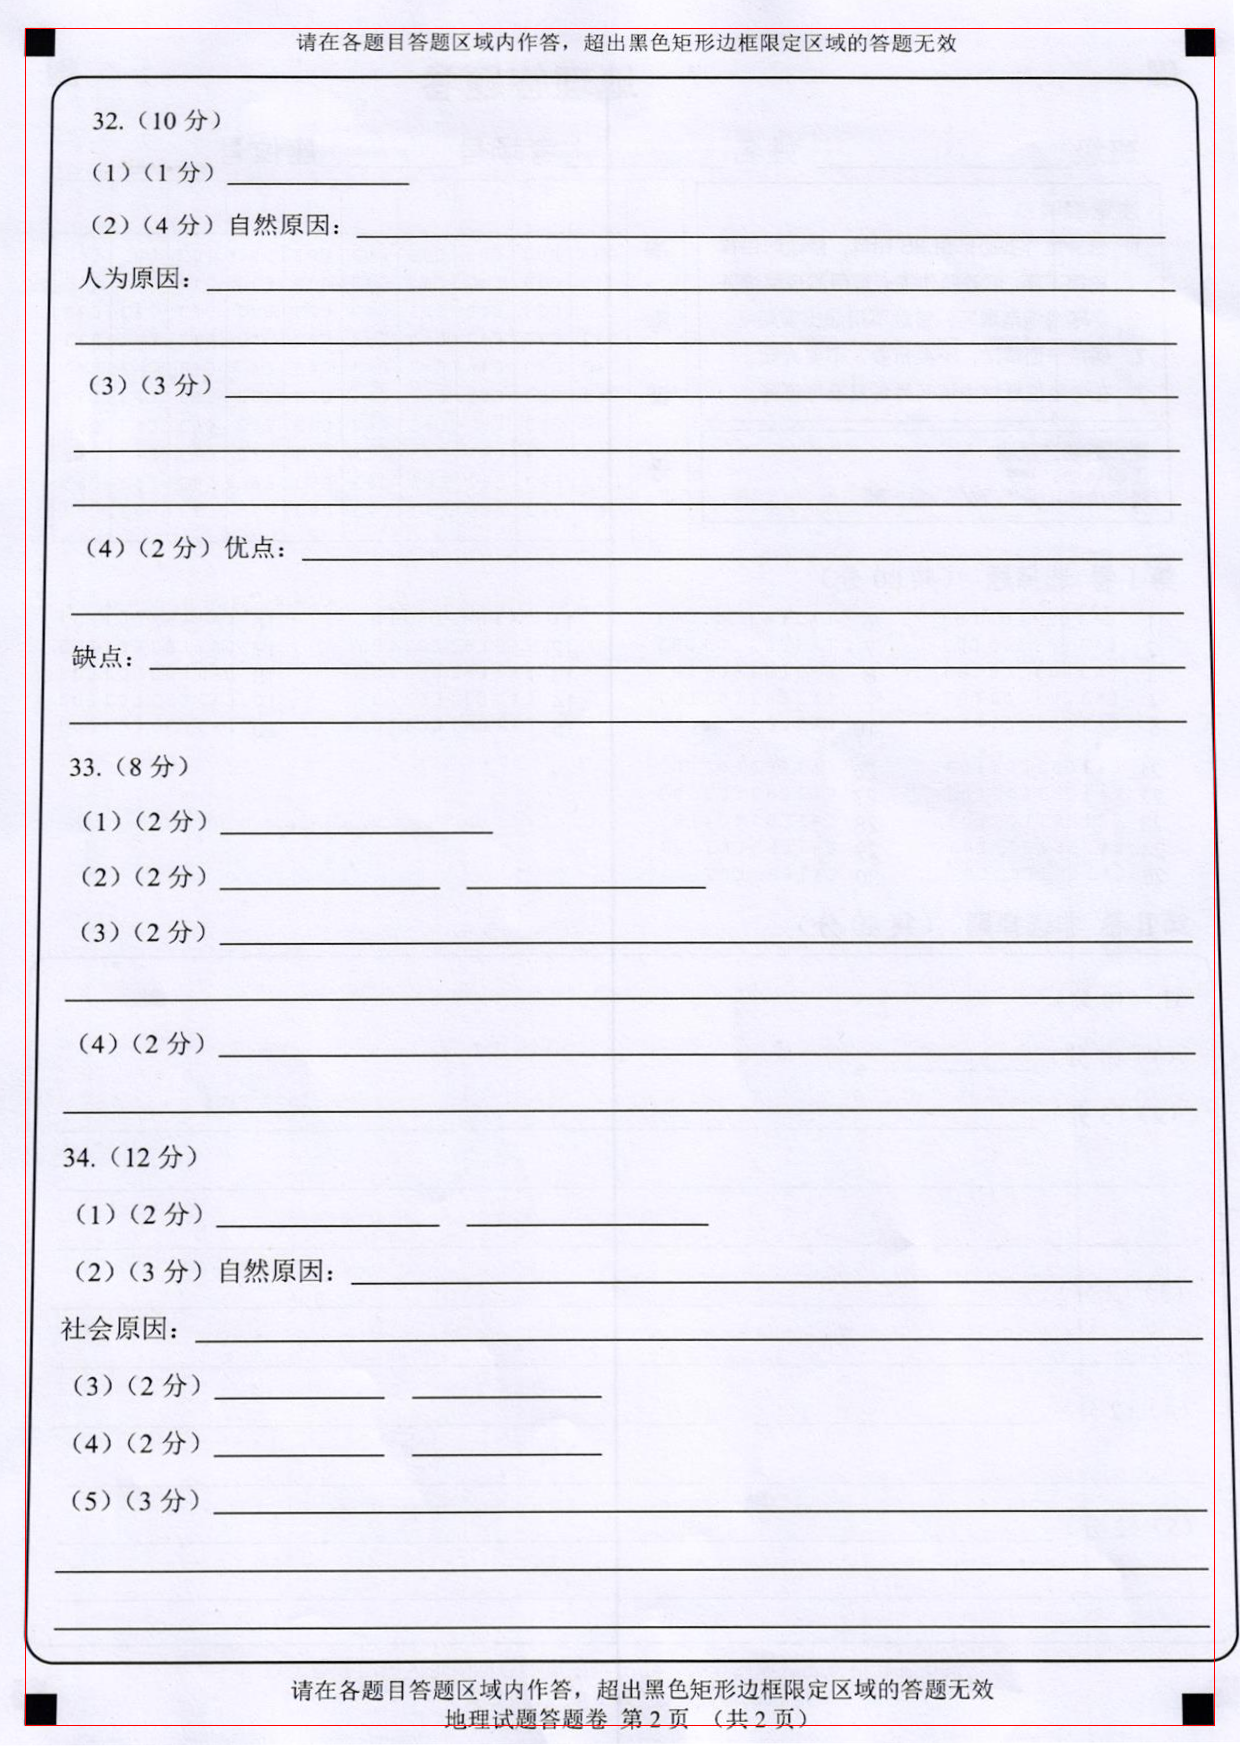 请在各题目答题区域内作答，超出黑色矩形边框限定区域的答题无效
32.（10 分）
（1）（1 分）
（2）（4 分）自然原因：
人为原因：
（3）（3 分）
（4）（2 分）优点：
缺点：
33.（8 分）
（1）（2 分）
（2）（2 分）
（3）（2 分）
（4）（2 分）
34.（12 分）
（1）（2 分）
（2）（3 分）自然原因：
社会原因：
（3）（2 分）
（4）（2 分）
（5）（3 分）
请在各题目答题区域内作答，超出黑色矩形边框限定区域的答题无效
地理试题答题卷 第 2 页 （共 2 页）